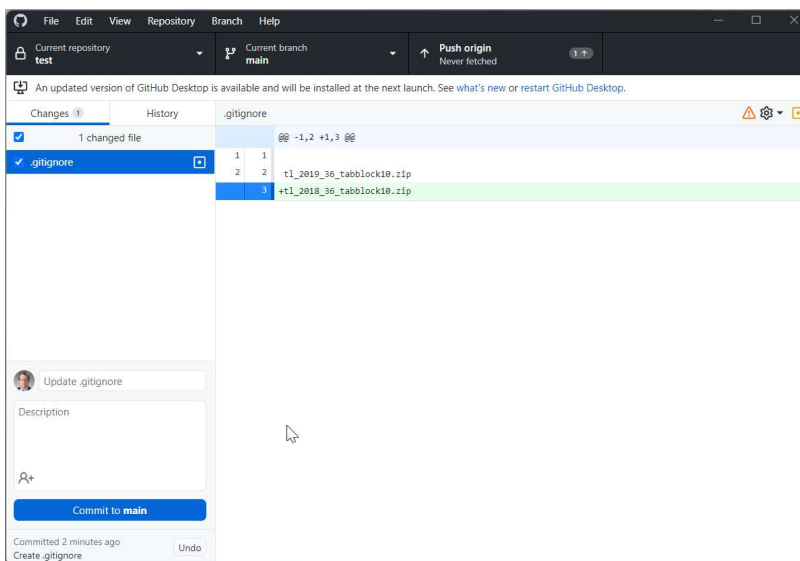 File Edit View Repository Branch Help
Current repository
test
Current branch
main
Push origin
Never fetched
1
An updated version of GitHub Desktop is available and will be installed at the next launch. See what's new or restart GitHub Desktop.
Changes 1
History
.gitignore
1 changed file
.gitignore
@@ -1,2 +1,3 @@
1 1
2 2 tl_2019_36_tabblock10.zip
3 +tl_2018_36_tabblock10.zip
Update .gitignore
Description
Commit to main
Committed 2 minutes ago
Create .gitignore
Undo